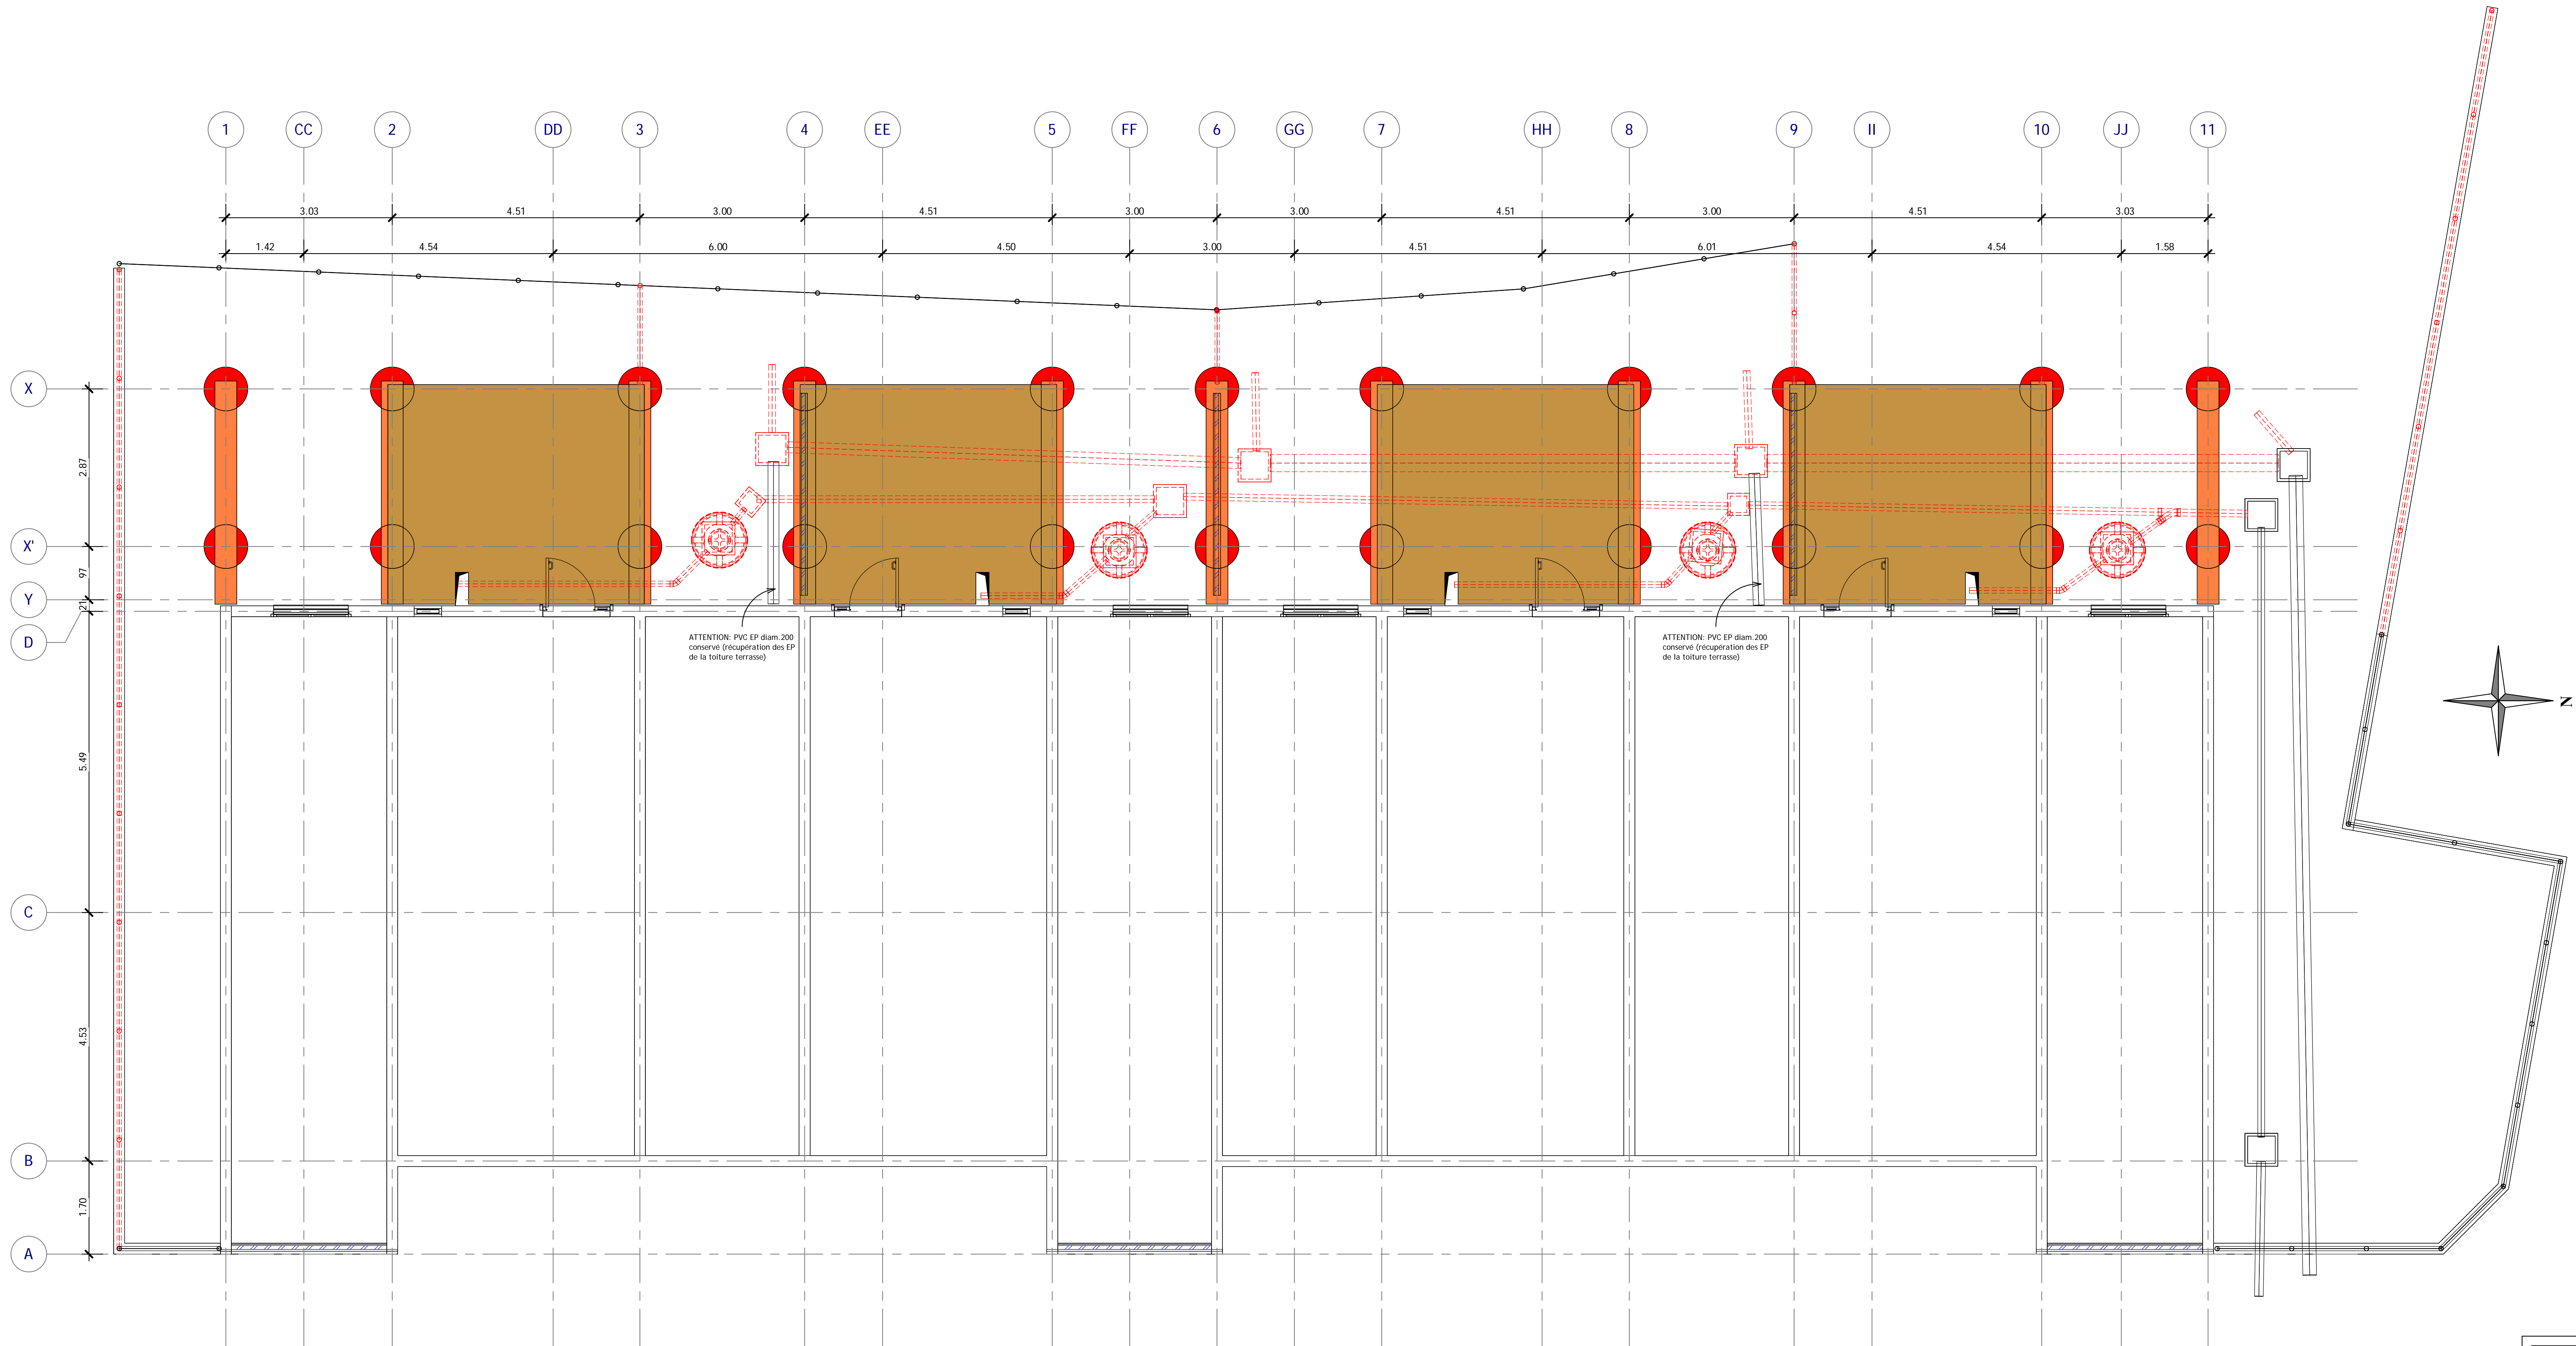 1 CC 2 DD 3 4 EE 5 FF 6 GG 7 HH 8 9 II 10 JJ 11
3.03 4.51 3.00 4.51 3.00 3.00 4.51 3.00 4.51 3.03
1.42 4.54 6.00 4.50 3.00 4.51 6.01 4.54 1.58
X
2.87
X'
97
Y
21
D
ATTENTION: PVC EP diam.200
conservé (récupération des EP
de la toiture terrasse)
ATTENTION: PVC EP diam.200
conservé (récupération des EP
de la toiture terrasse)
N
5.49
C
4.53
B
1.70
A